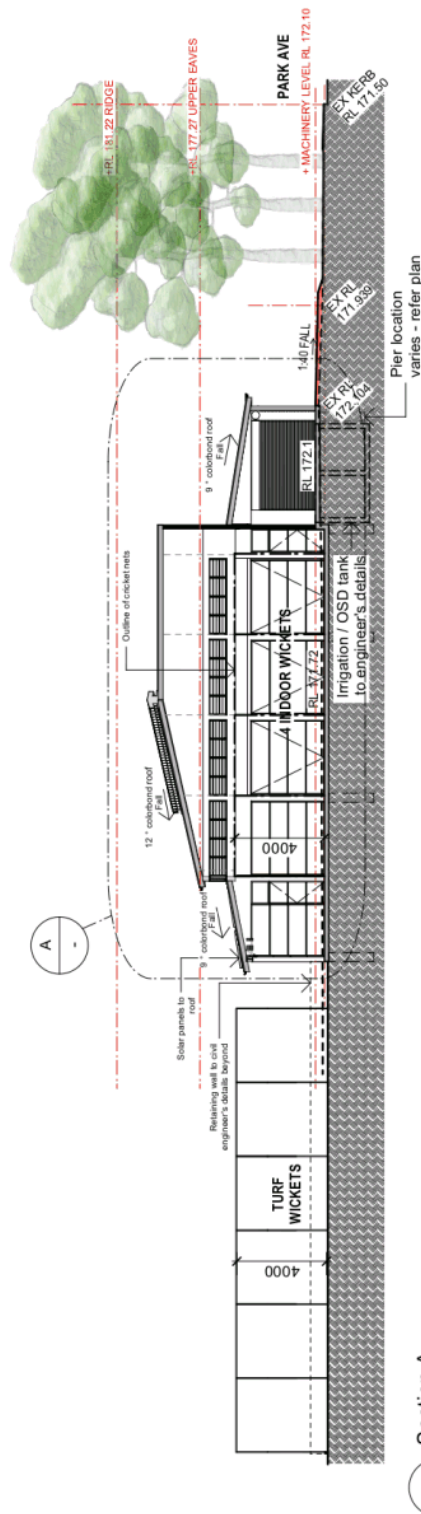 +RL 181.22 RIDGE
+RL 177.27 UPPER EAVES
PARK AVE
+ MACHINERY LEVEL RL 172.10
EX KERB
RL 171.50
EX RL
171.939
1:40 FALL
EX RL
172.104
Pier location
varies - refer plan
9 ° colorbond roof
Fall
RL 172.1
Irrigation / OSD tank
to engineer's details
Outline of cricket nets
4 INDOOR WICKETS
RL 171.72
12 ° colorbond roof
Fall
4000
A
-
9 ° colorbond roof
Fall
Solar panels to
roof
Retaining wall to civil
engineer's details beyond
TURF
WICKETS
4000